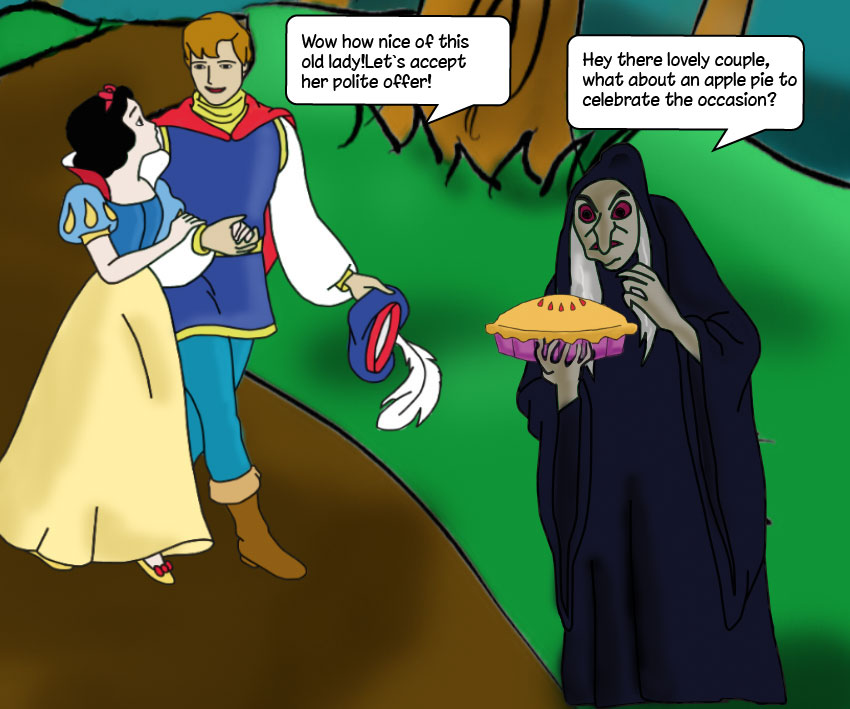 Wow how nice of this
old lady!Let`s accept
her polite offer!
Hey there lovely couple,
what about an apple pie to
celebrate the occasion?